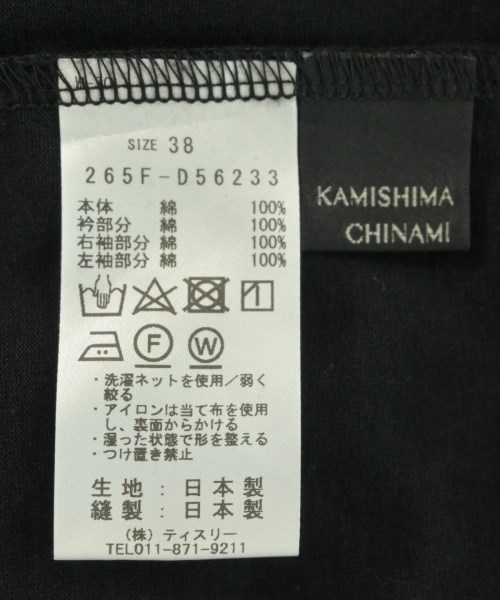 SIZE 38
265F-D56233
本体 綿 100%
衿部分 綿 100%
右袖部分 綿 100%
左袖部分 綿 100%
F W
・洗濯ネットを使用／弱く
絞る
・アイロンは当て布を使用
し、裏面からかける
・湿った状態で形を整える
・つけ置き禁止
生地：日本製
縫製：日本製
（株）ティスリー
TEL011-871-9211
KAMISHIMA
CHINAMI